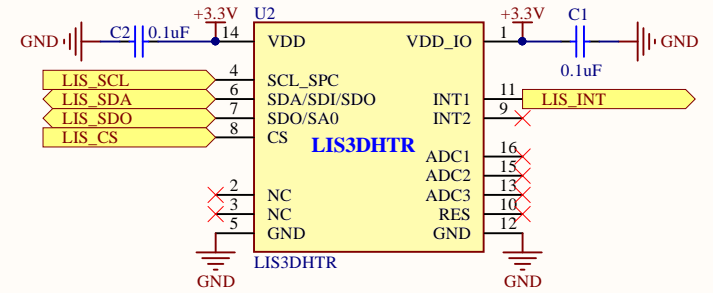 +3.3V U2 +3.3V C1
GND C2 0.1uF 14 VDD VDD_IO 1 GND
0.1uF
LIS_SCL 4 SCL_SPC
LIS_SDA 6 SDA/SDI/SDO INT1 11 LIS_INT
LIS_SDO 7 SDO/SA0 INT2 9
LIS_CS 8 CS
LIS3DHTR
ADC1 16
ADC2 15
2 NC ADC3 13
3 NC RES 10
5 GND GND 12
GND LIS3DHTR GND